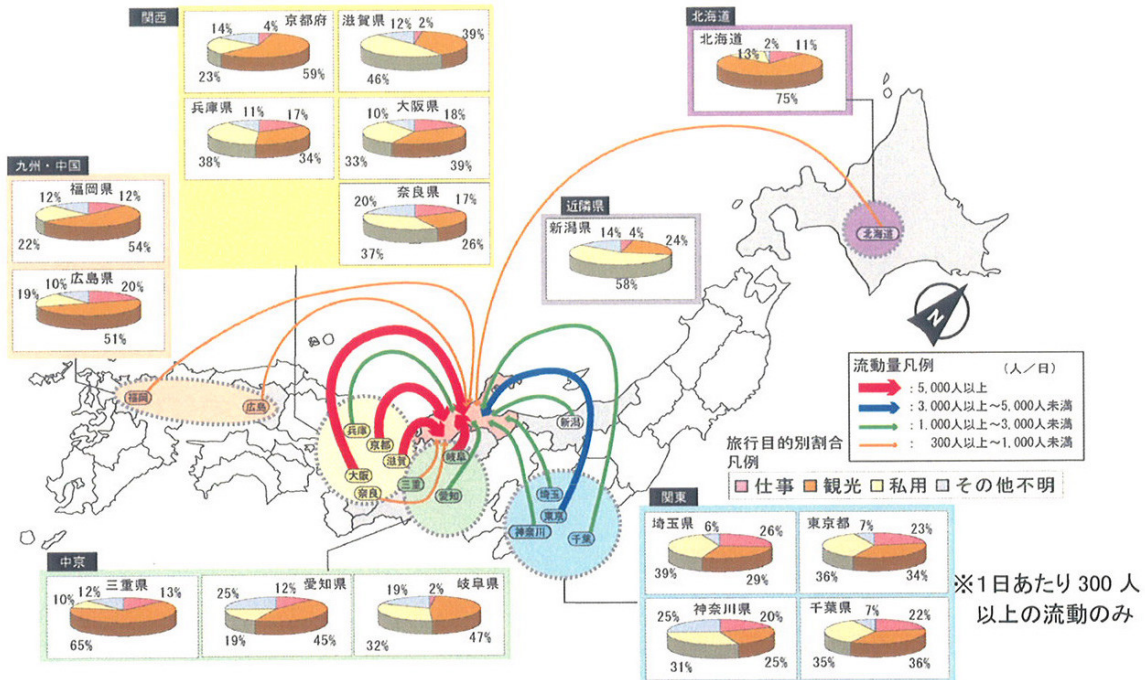 関西
京都府
14%
4%
23%
59%
滋賀県
12%
2%
39%
46%
兵庫県
11%
17%
38%
34%
大阪県
10%
18%
33%
39%
奈良県
20%
17%
37%
26%
北海道
北海道
13%
2%
11%
75%
九州・中国
福岡県
12%
12%
22%
54%
広島県
19%
10%
20%
51%
近隣県
新潟県
14%
4%
24%
58%
北海道
N
福岡
広島
兵庫
京都
滋賀
大阪
奈良
岐阜
三重
愛知
新潟
埼玉
東京
神奈川
千葉
流動量凡例 (人/日)
: 5,000人以上
: 3,000人以上~5,000人未満
: 1,000人以上~3,000人未満
: 300人以上~1,000人未満
旅行目的別割合
凡例
仕事 観光 私用 その他不明
中京
三重県
10%
12%
13%
65%
愛知県
25%
12%
19%
45%
岐阜県
19%
2%
32%
47%
関東
埼玉県
6%
26%
39%
29%
東京都
7%
23%
36%
34%
神奈川県
25%
20%
31%
25%
千葉県
7%
22%
35%
36%
※1日あたり300人
以上の流動のみ